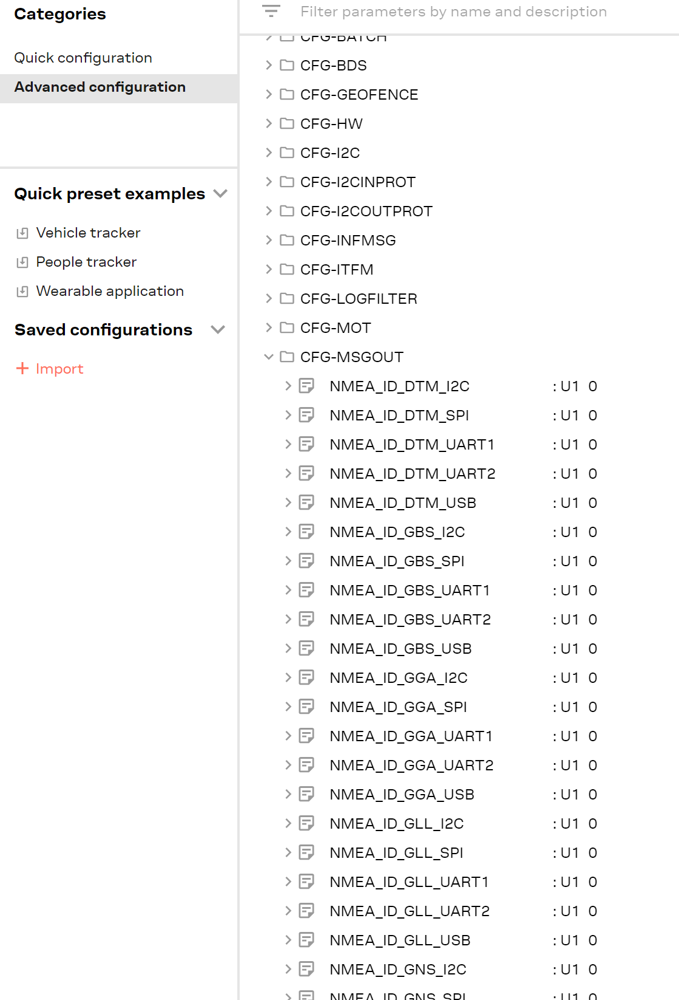 Categories
Quick configuration
Advanced configuration
Quick preset examples
Vehicle tracker
People tracker
Wearable application
Saved configurations
Import
Filter parameters by name and description
CFG-BATCH
CFG-BDS
CFG-GEOFENCE
CFG-HW
CFG-I2C
CFG-I2CINPROT
CFG-I2COUTPROT
CFG-INFMSG
CFG-ITFM
CFG-LOGFILTER
CFG-MOT
CFG-MSGOUT
NMEA_ID_DTM_I2C : U1 0
NMEA_ID_DTM_SPI : U1 0
NMEA_ID_DTM_UART1 : U1 0
NMEA_ID_DTM_UART2 : U1 0
NMEA_ID_DTM_USB : U1 0
NMEA_ID_GBS_I2C : U1 0
NMEA_ID_GBS_SPI : U1 0
NMEA_ID_GBS_UART1 : U1 0
NMEA_ID_GBS_UART2 : U1 0
NMEA_ID_GBS_USB : U1 0
NMEA_ID_GGA_I2C : U1 0
NMEA_ID_GGA_SPI : U1 0
NMEA_ID_GGA_UART1 : U1 0
NMEA_ID_GGA_UART2 : U1 0
NMEA_ID_GGA_USB : U1 0
NMEA_ID_GLL_I2C : U1 0
NMEA_ID_GLL_SPI : U1 0
NMEA_ID_GLL_UART1 : U1 0
NMEA_ID_GLL_UART2 : U1 0
NMEA_ID_GLL_USB : U1 0
NMEA_ID_GNS_I2C : U1 0
NMEA_ID_GNS_SPI : U1 0